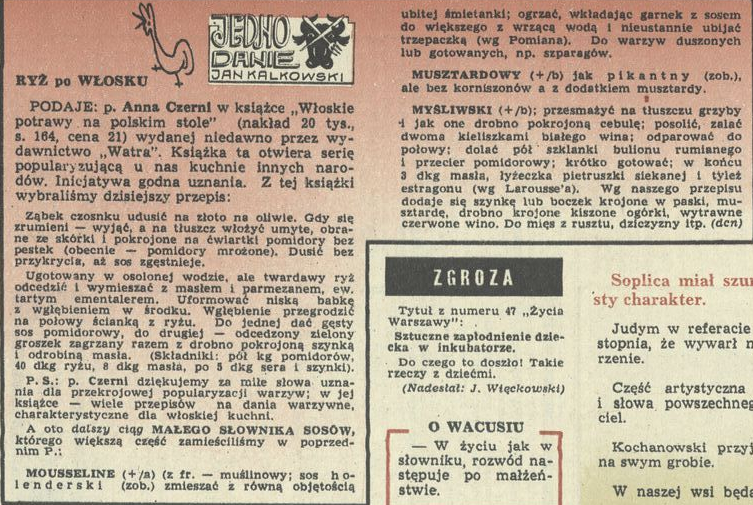 JEDNO
DANIE
JAN KALKOWSKI
RYŻ po WŁOSKU
PODAJE: p. Anna Czerni w książce „Włoskie
potrawy na polskim stole” (nakład 20 tys.,
s. 164, cena 21) wydanej niedawno przez wy-
dawnictwo „Watra”. Książka ta otwiera serię
popularyzującą u nas kuchnie innych naro-
dów. Inicjatywa godna uznania. Z tej książki
wybraliśmy dzisiejszy przepis:
Ząbek czosnku udusić na złoto na oliwie. Gdy się
zrumieni — wyjąć, a na tłuszcz włożyć umyte, obra-
ne ze skórki i pokrojone na ćwiartki pomidory bez
pestek (obecnie — pomidory mrożone). Dusić bez
przykrycia, aż sos zgęstnieje.
Ugotowany w osolonej wodzie, ale twardawy ryż
odcedzić i wymieszać z masłem i parmezanem, ew.
tartym ementalerem. Uformować niską babkę
z wgłębieniem w środku. Wgłębienie przegrodzić
na połowy ścianką z ryżu. Do jednej dać gęsty
sos pomidorowy, do drugiej — odcedzony zielony
groszek zagrzany razem z drobno pokrojoną szynką
i odrobiną masła. (Składniki: pół kg pomidorów,
40 dkg ryżu, 8 dkg masła, po 5 dkg sera i szynki).
P. S.: p. Czerni dziękujemy za miłe słowa uzna-
nia dla przekrojowej popularyzacji warzyw; w jej
książce — wiele przepisów na dania warzywne,
charakterystyczne dla włoskiej kuchni.
A oto dalszy ciąg MAŁEGO SŁOWNIKA SOSÓW,
którego większą część zamieściliśmy w poprzed-
nim P.:
MOUSSELINE (+/a) (z fr. — muślinowy; sos ho-
lenderski (zob.) zmieszać z równą objętością
ubitej śmietanki; ogrzać, wkładając garnek z sosem
do większego z wrzącą wodą i nieustannie ubijać
trzepaczką (wg Pomiana). Do warzyw duszonych
lub gotowanych, np. szparagów.
MUSZTARDOWY (+/b) jak pikantny (zob.),
ale bez korniszonów a z dodatkiem musztardy.
MYŚLIWSKI (+/b); przesmażyć na tłuszczu grzyby
i jak one drobno pokrojoną cebulę; posolić, zalać
dwoma kieliszkami białego wina; odparować do
połowy; dolać pół szklanki bulionu rumianego
i przecier pomidorowy; krótko gotować; w końcu
3 dkg masła, łyżeczka pietruszki siekanej i tyleż
estragonu (wg Larousse'a). Wg naszego przepisu
dodaje się szynkę lub boczek krojone w paski, mu-
sztardę, drobno krojone kiszone ogórki, wytrawne
czerwone wino. Do mięs z rusztu, dziczyzny itp. (dcn)
ZGROZA
Tytuł z numeru 47 „Życia
Warszawy”:
Sztuczne zapłodnienie dzie-
cka w inkubatorze.
Do czego to doszło! Takie
rzeczy z dziećmi.
(Nadesłał: J. Więckowski)
O WACUSIU
— W życiu jak w
słowniku, rozwód na-
stępuje po małżeń-
stwie.
Soplica miał szum
sty charakter.
Judym w referacie
stopnia, że wywarł n
rzenie.
Część artystyczna
i słowa powszechneg
ciel.
Kochanowski przyj
na swym grobie.
W naszej wsi będą